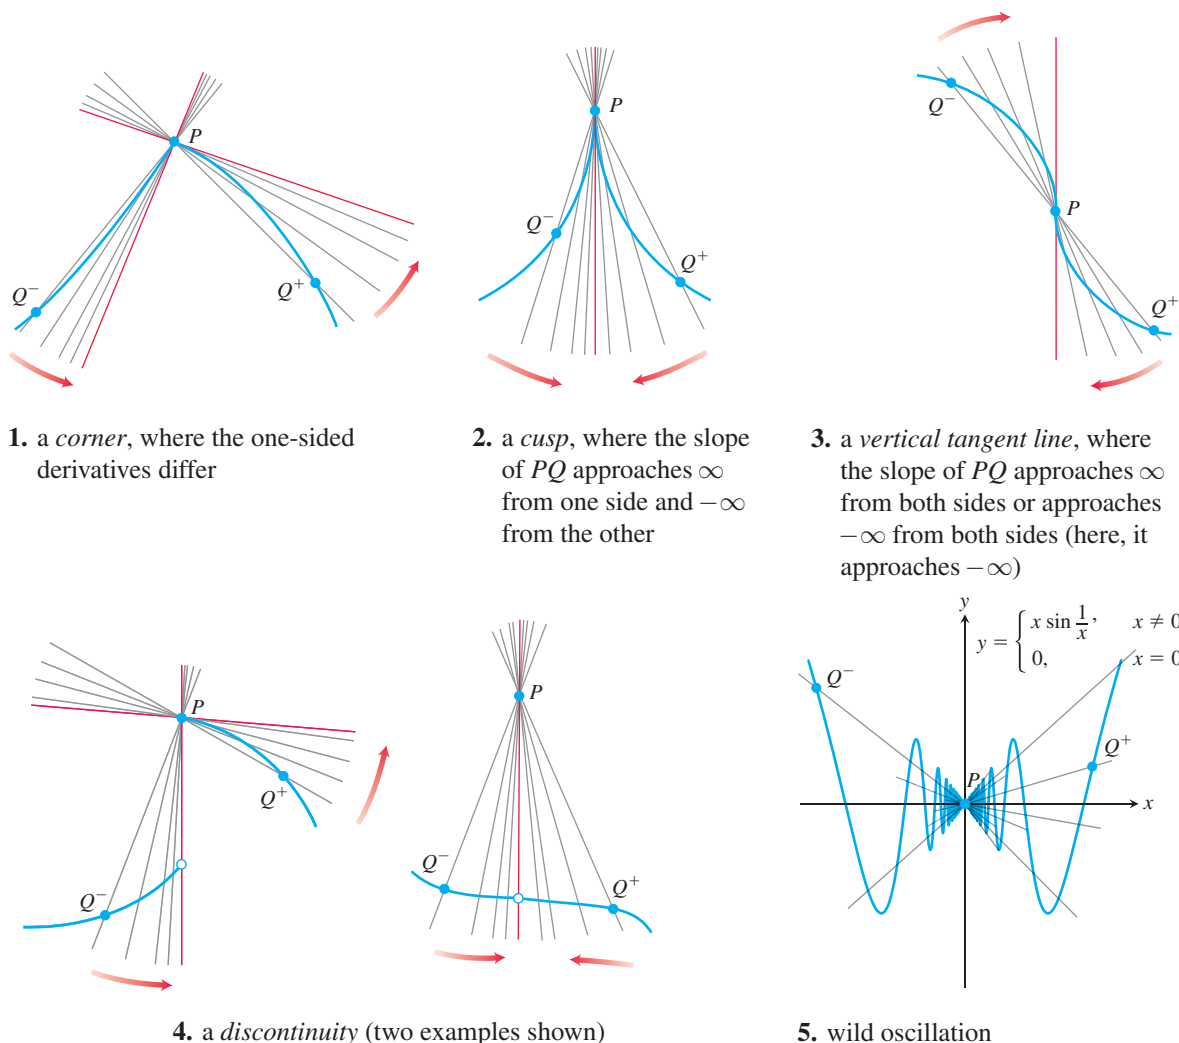 P
Q⁻
Q⁺
P
Q⁻
Q⁺
Q⁻
P
Q⁺
1. a corner, where the one-sided
derivatives differ
2. a cusp, where the slope
of PQ approaches ∞
from one side and −∞
from the other
3. a vertical tangent line, where
the slope of PQ approaches ∞
from both sides or approaches
−∞ from both sides (here, it
approaches −∞)
P
Q⁺
Q⁻
P
Q⁻
Q⁺
y
y = { x sin 1/x, x ≠ 0
0, x = 0
Q⁻
Q⁺
P
x
4. a discontinuity (two examples shown)
5. wild oscillation